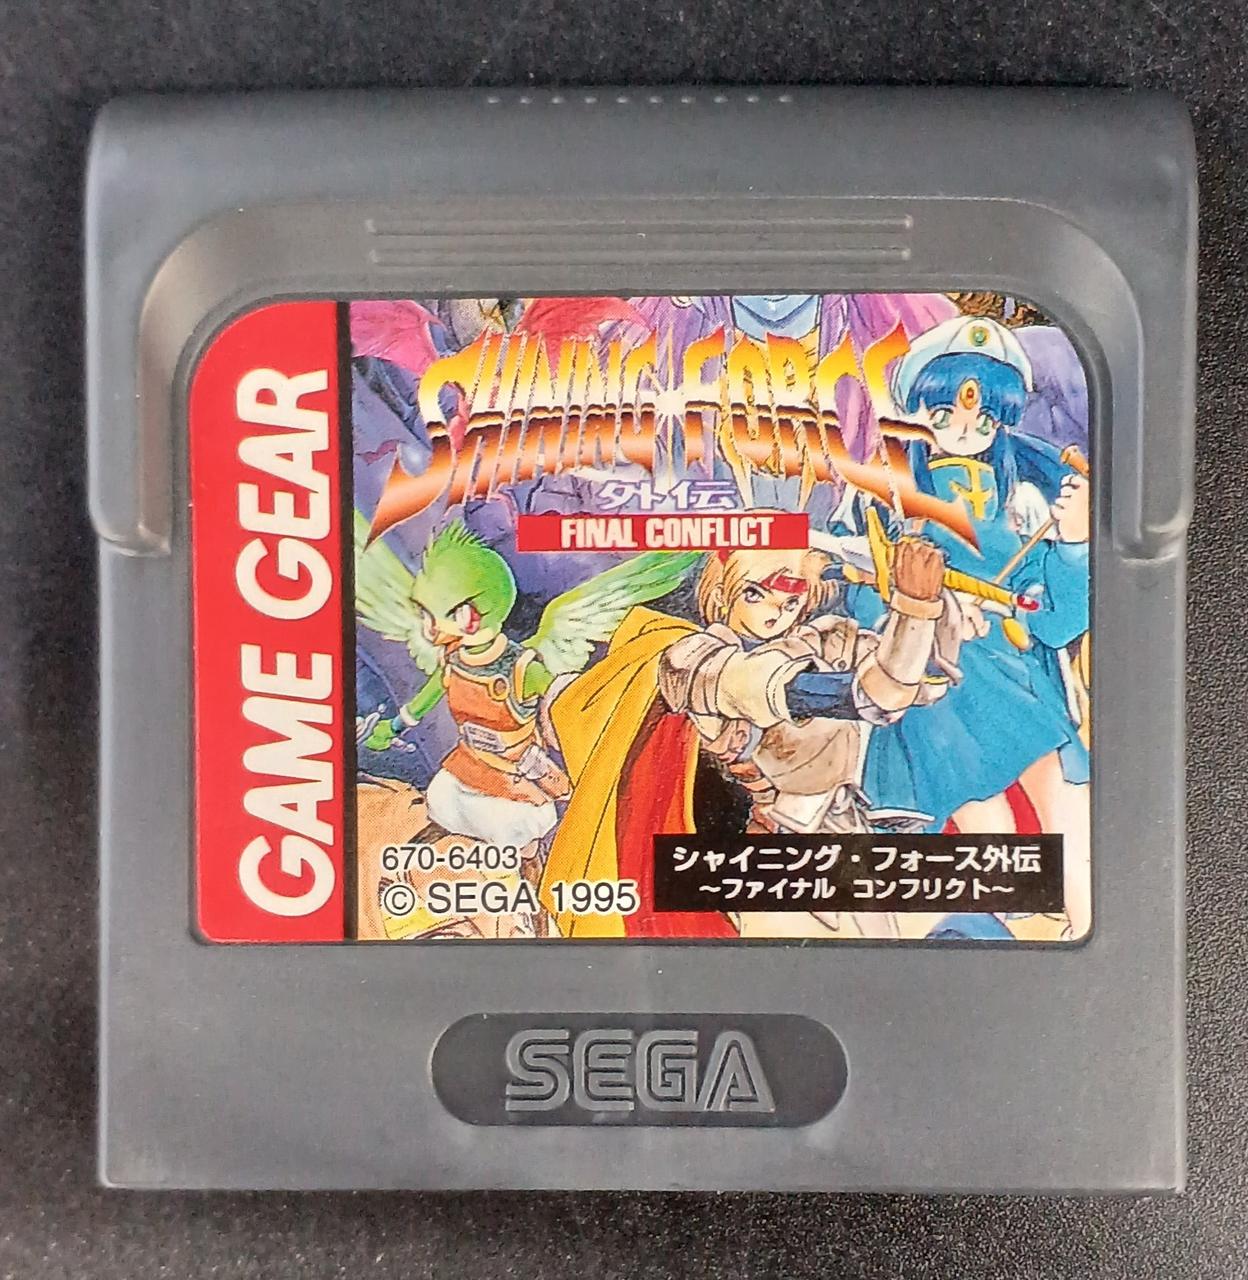 GAME GEAR
SHINING FORCE
外伝
FINAL CONFLICT
670-6403
© SEGA 1995
シャイニング・フォース外伝
～ファイナル コンフリクト～
SEGA